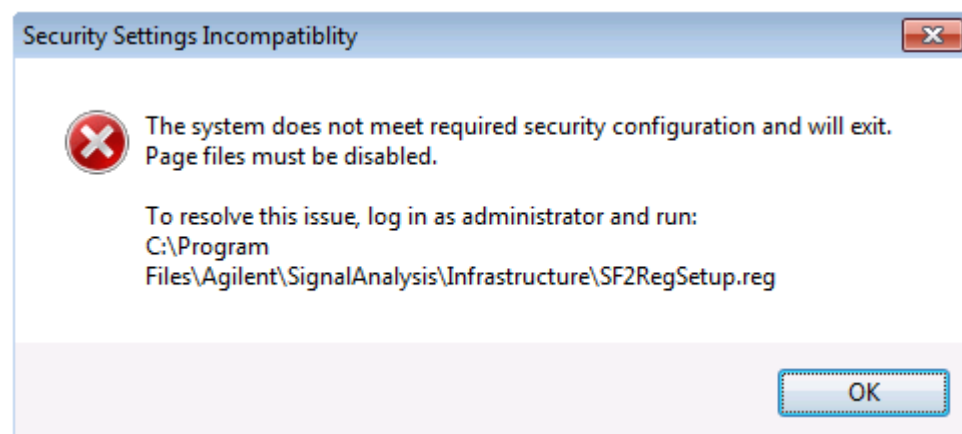 Security Settings Incompatiblity
The system does not meet required security configuration and will exit.
Page files must be disabled.
To resolve this issue, log in as administrator and run:
C:\Program
Files\Agilent\SignalAnalysis\Infrastructure\SF2RegSetup.reg
OK